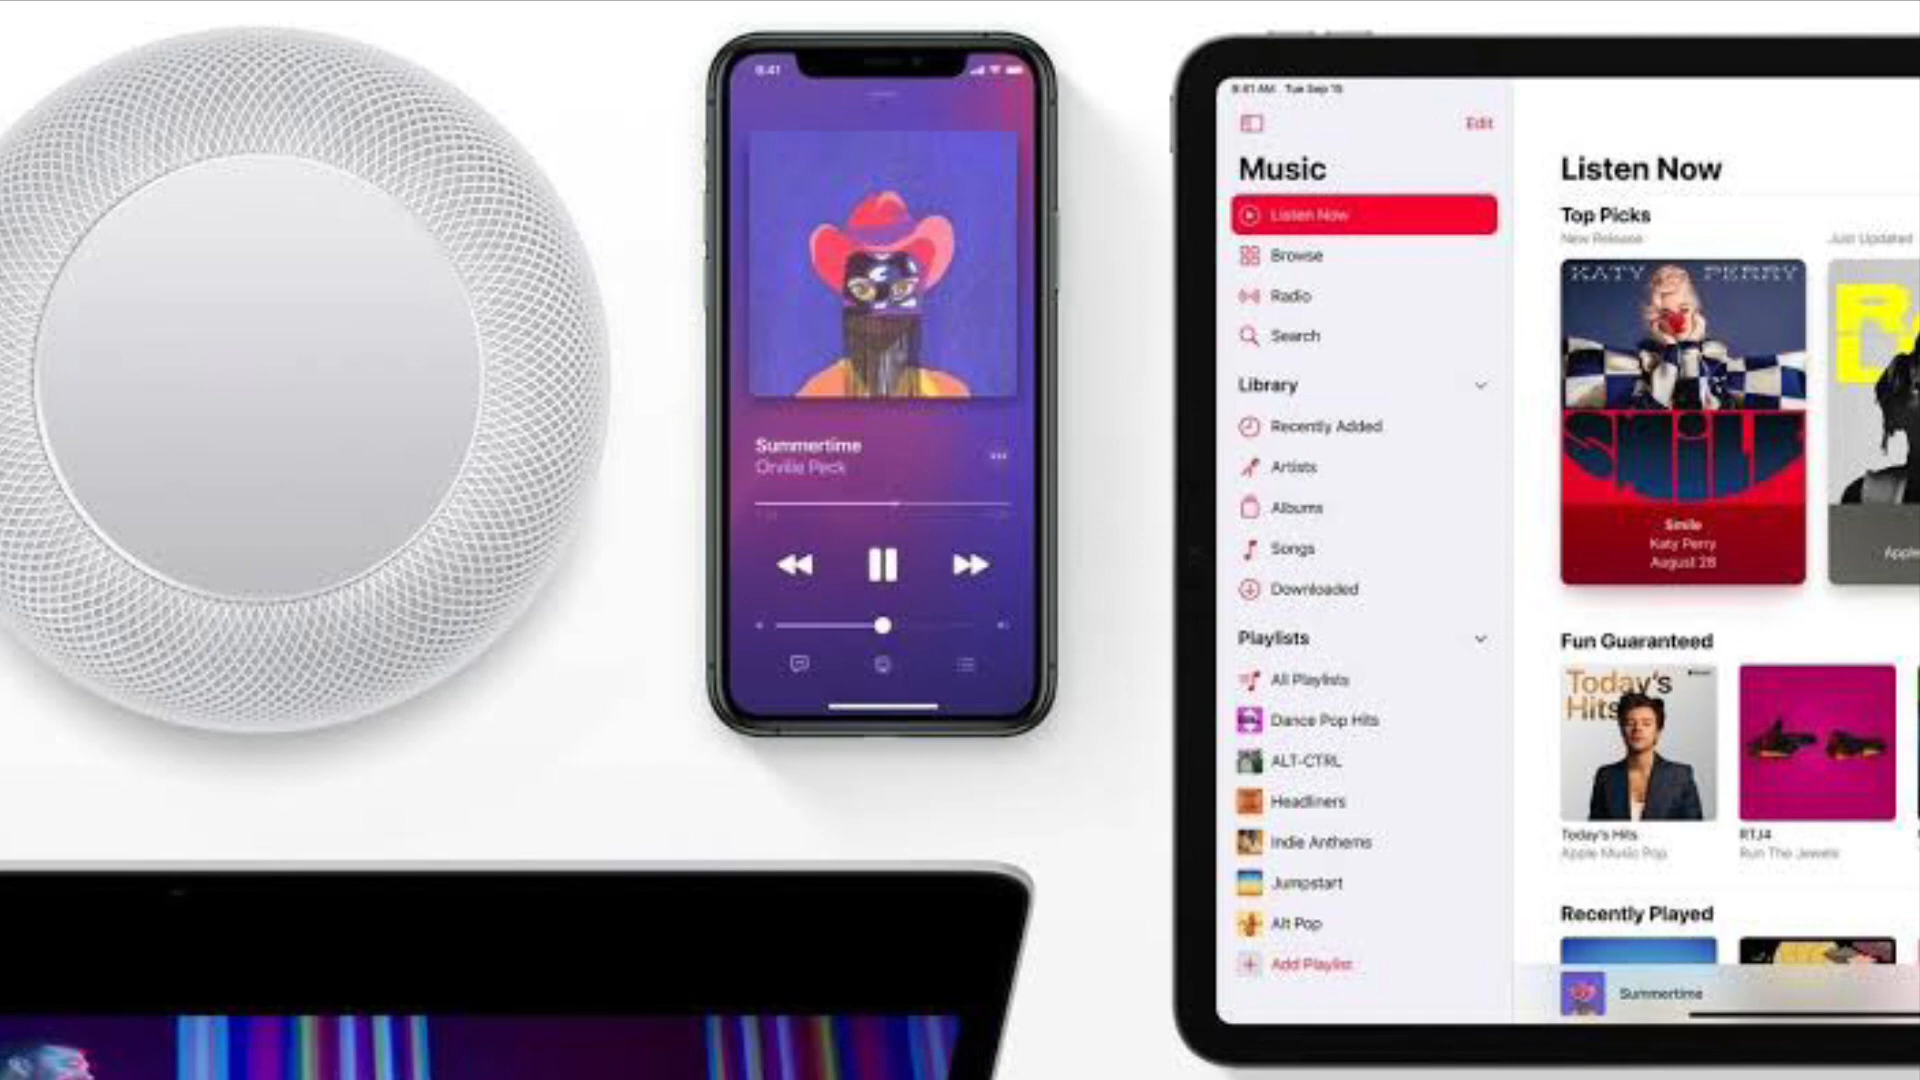 9:41
Summertime
Orville Peck
9:41 AM Tue Sep 15
Edit
Music
Listen Now
Browse
Radio
Search
Library
Recently Added
Artists
Albums
Songs
Downloaded
Playlists
All Playlists
Dance Pop Hits
ALT-CTRL
Headliners
Indie Anthems
Jumpstart
Alt Pop
Add Playlist
Listen Now
Top Picks
New Release
Just Updated
KATY PERRY
SMILE
Smile
Katy Perry
August 28
Apple
Fun Guaranteed
Today's
Hits
Today's Hits
Apple Music Pop
RTJ4
Run The Jewels
Recently Played
Summertime